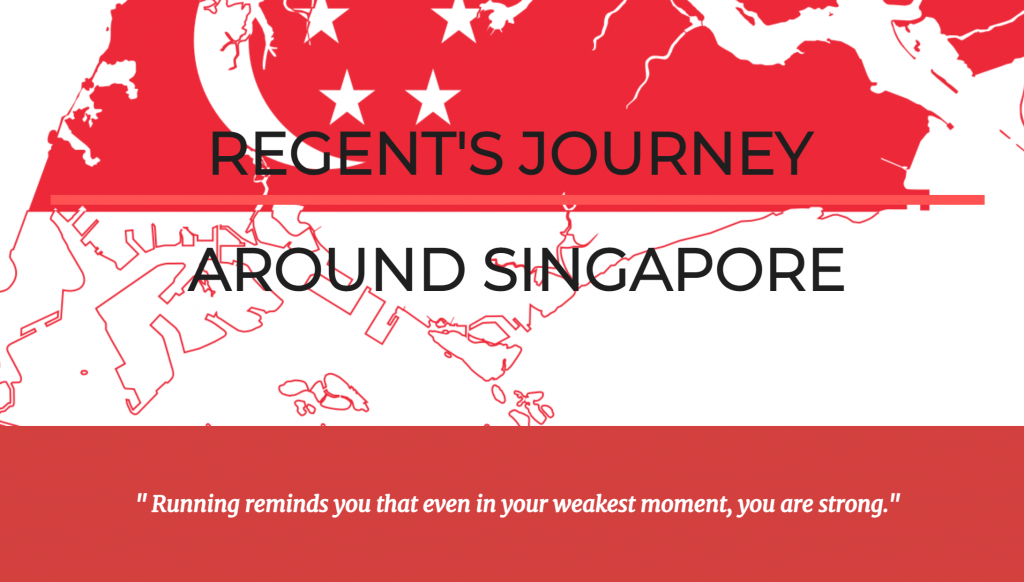 REGENT'S JOURNEY
AROUND SINGAPORE
" Running reminds you that even in your weakest moment, you are strong."